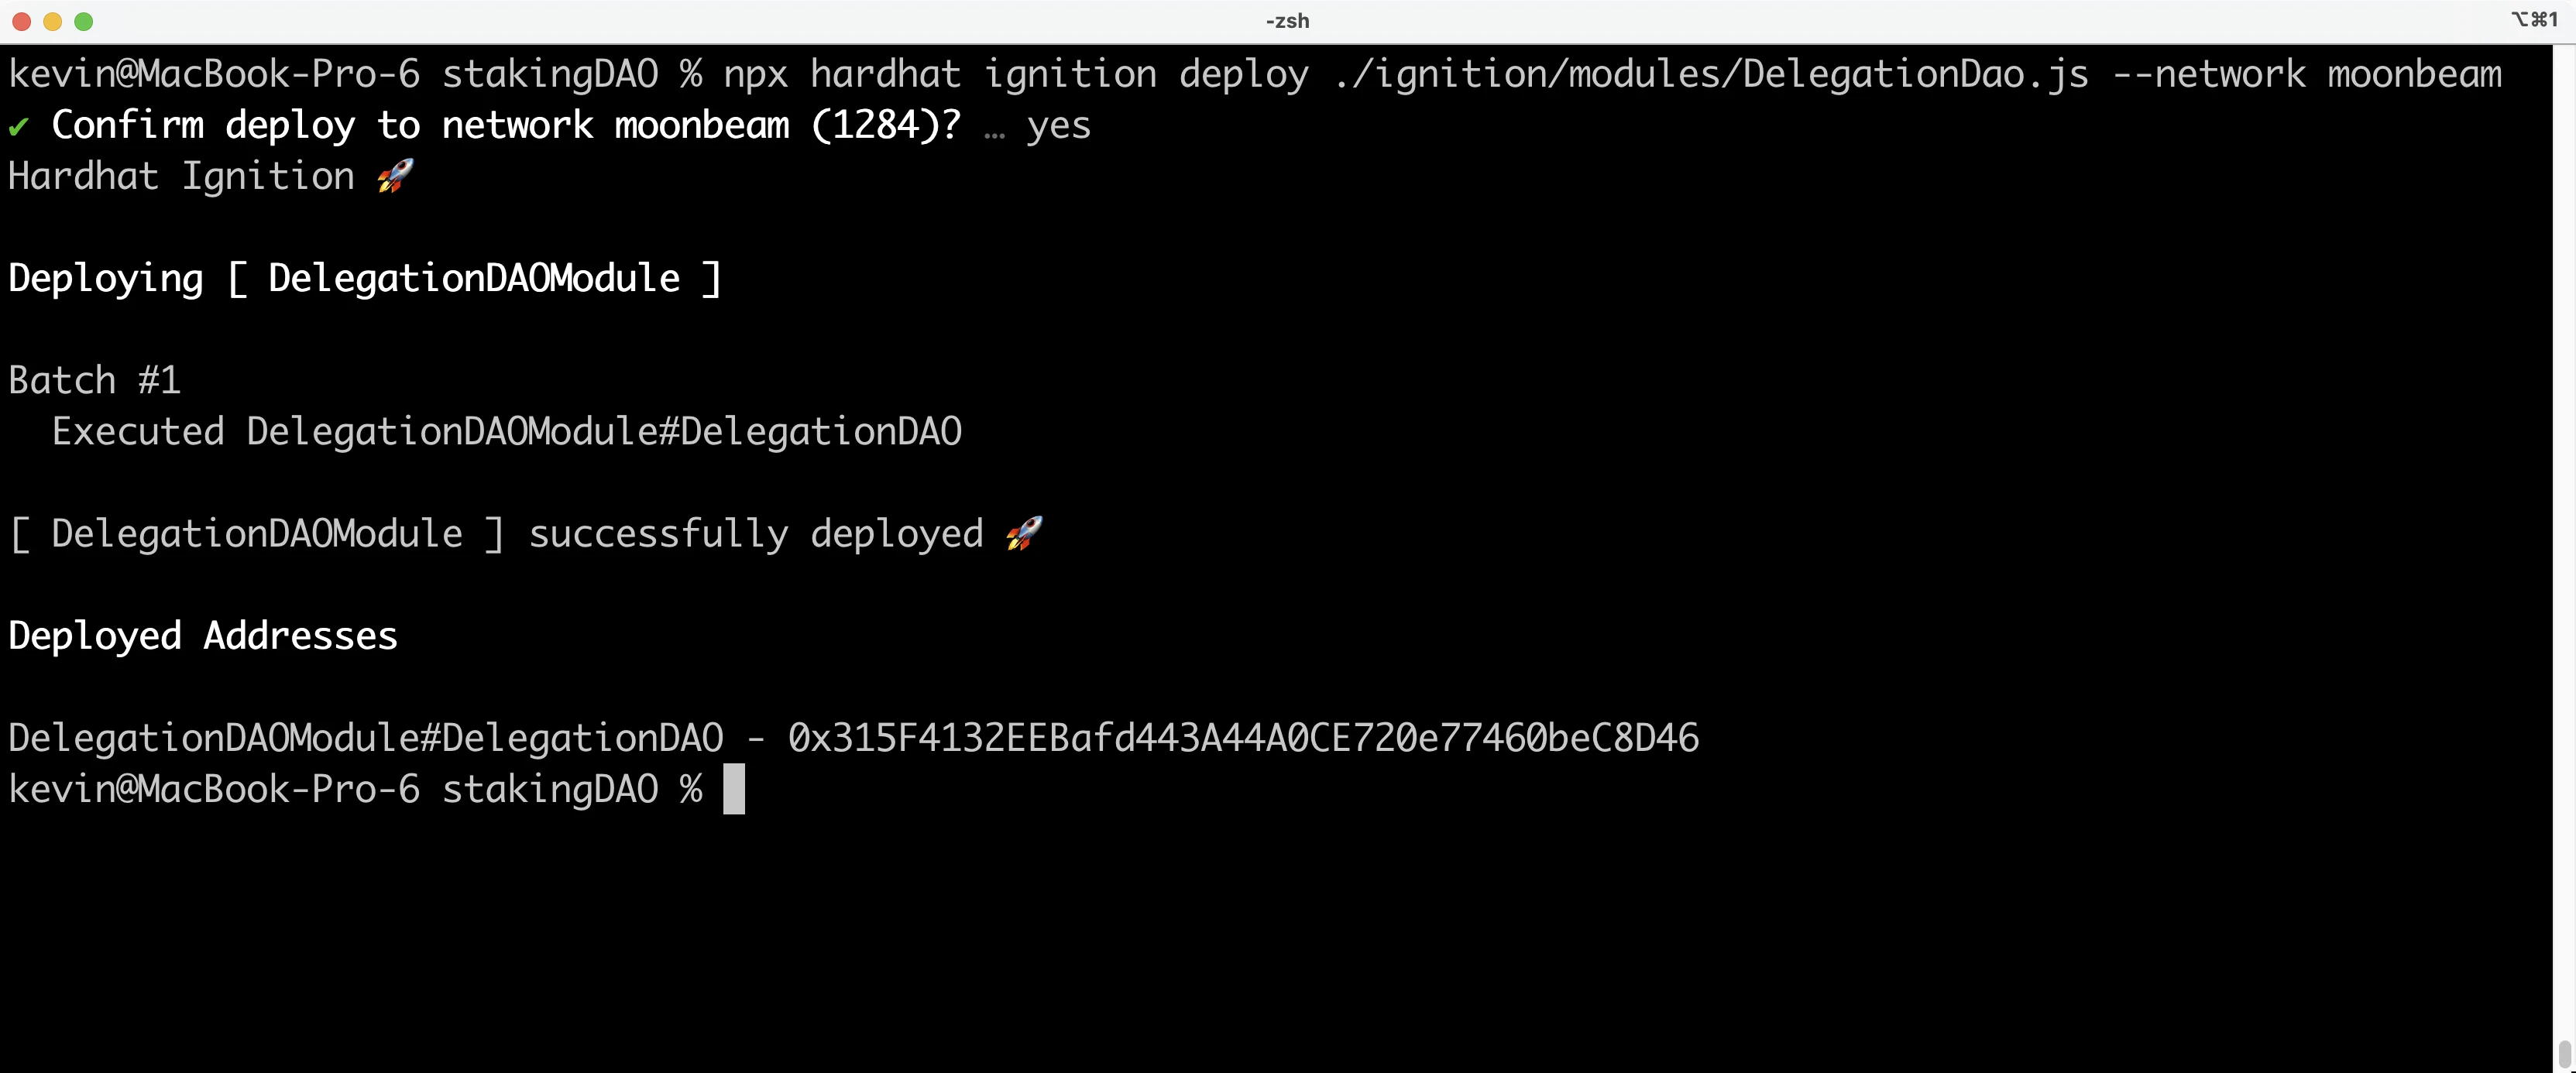 -zsh
⌥⌘1
kevin@MacBook-Pro-6 stakingDAO % npx hardhat ignition deploy ./ignition/modules/DelegationDao.js --network moonbeam
✔ Confirm deploy to network moonbeam (1284)? … yes
Hardhat Ignition 🚀
Deploying [ DelegationDAOModule ]
Batch #1
Executed DelegationDAOModule#DelegationDAO
[ DelegationDAOModule ] successfully deployed 🚀
Deployed Addresses
DelegationDAOModule#DelegationDAO - 0x315F4132EEBafd443A44A0CE720e77460beC8D46
kevin@MacBook-Pro-6 stakingDAO %